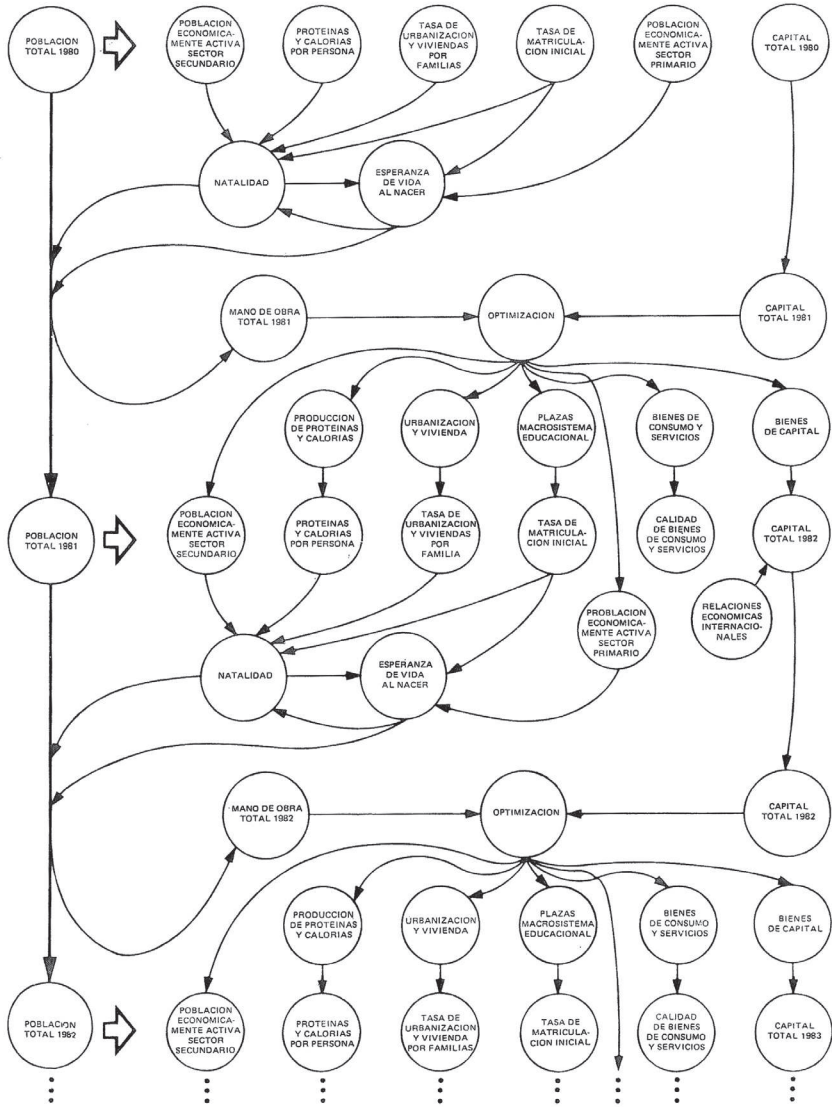 POBLACION
TOTAL 1980
POBLACION
ECONOMICA-
MENTE ACTIVA
SECTOR
SECUNDARIO
PROTEINAS
Y CALORIAS
POR PERSONA
TASA DE
URBANIZACION
Y VIVIENDAS
POR
FAMILIAS
TASA DE
MATRICULA-
CION INICIAL
POBLACION
ECONOMICA-
MENTE ACTIVA
SECTOR
PRIMARIO
CAPITAL
TOTAL 1980
NATALIDAD
ESPERANZA
DE VIDA
AL NACER
MANO DE OBRA
TOTAL 1981
OPTIMIZACION
CAPITAL
TOTAL 1981
PRODUCCION
DE PROTEINAS
Y CALORIAS
URBANIZACION
Y VIVIENDA
PLAZAS
MACROSISTEMA
EDUCACIONAL
BIENES DE
CONSUMO Y
SERVICIOS
BIENES
DE CAPITAL
POBLACION
TOTAL 1981
POBLACION
ECONOMICA-
MENTE ACTIVA
SECTOR
SECUNDARIO
PROTEINAS
Y CALORIAS
POR PERSONA
TASA DE
URBANIZACION
Y VIVIENDAS
POR
FAMILIA
TASA DE
MATRICULA-
CION INICIAL
CALIDAD
DE BIENES
DE CONSUMO
Y SERVICIOS
CAPITAL
TOTAL 1982
PROBLACION
ECONOMICA-
MENTE ACTIVA
SECTOR
PRIMARIO
RELACIONES
ECONOMICAS
INTERNACIO-
NALES
NATALIDAD
ESPERANZA
DE VIDA
AL NACER
MANO DE OBRA
TOTAL 1982
OPTIMIZACION
CAPITAL
TOTAL 1982
PRODUCCION
DE PROTEINAS
Y CALORIAS
URBANIZACION
Y VIVIENDA
PLAZAS
MACROSISTEMA
EDUCACIONAL
BIENES
DE CONSUMO
Y SERVICIOS
BIENES
DE CAPITAL
POBLACION
TOTAL 1982
POBLACION
ECONOMICA-
MENTE ACTIVA
SECTOR
SECUNDARIO
PROTEINAS
Y CALORIAS
POR PERSONA
TASA DE
URBANIZACION
Y VIVIENDAS
POR FAMILIAS
TASA DE
MATRICULA-
CION INICIAL
CALIDAD
DE BIENES
DE CONSUMO
Y SERVICIOS
CAPITAL
TOTAL 1983